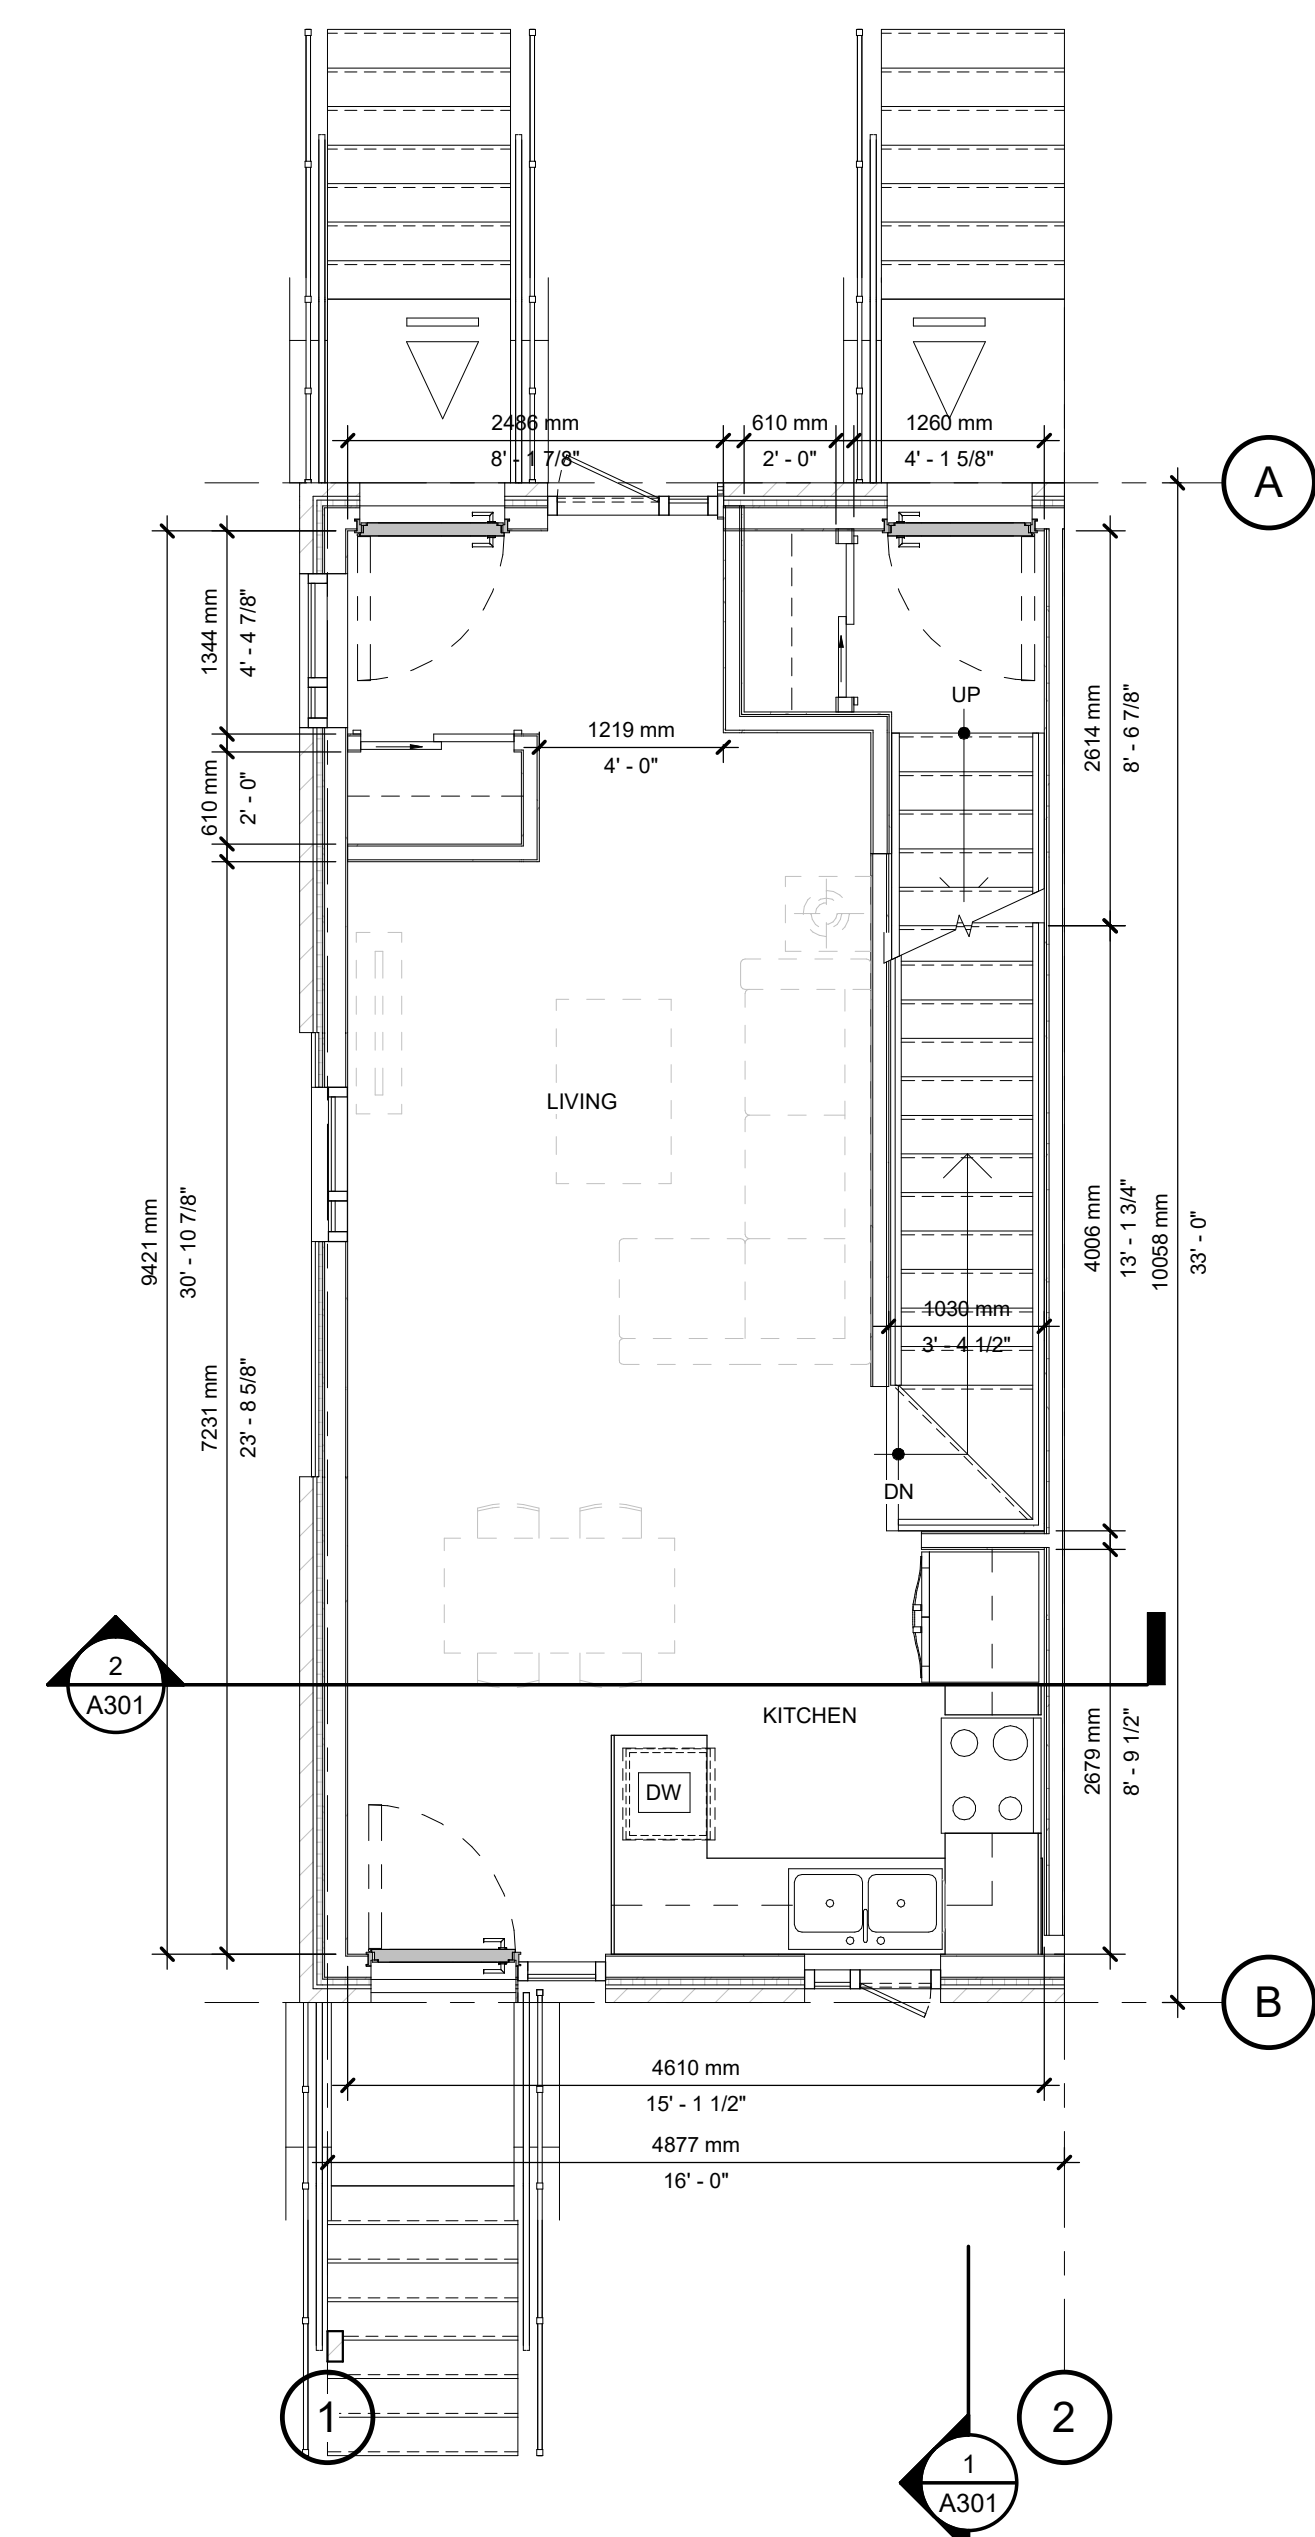 2486 mm
8' - 1 7/8"
610 mm
2' - 0"
1260 mm
4' - 1 5/8"
A
1344 mm
4' - 4 7/8"
610 mm
2' - 0"
1219 mm
4' - 0"
UP
2614 mm
8' - 6 7/8"
LIVING
9421 mm
30' - 10 7/8"
7231 mm
23' - 8 5/8"
4006 mm
13' - 1 3/4"
10058 mm
33' - 0"
1030 mm
3' - 4 1/2"
DN
2
A301
KITCHEN
DW
2679 mm
8' - 9 1/2"
B
4610 mm
15' - 1 1/2"
4877 mm
16' - 0"
1
2
1
A301